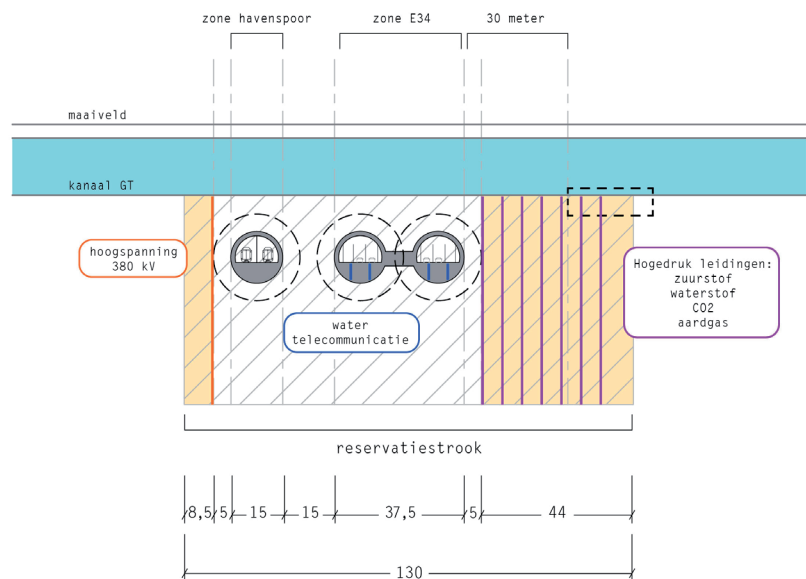 zone havenspoor
zone E34
30 meter
maaiveld
kanaal GT
hoogspanning
380 kV
water
telecommunicatie
Hogedruk leidingen:
zuurstof
waterstof
CO2
aardgas
reservatiestrook
8,5 5 15 15 37,5 5 44
130